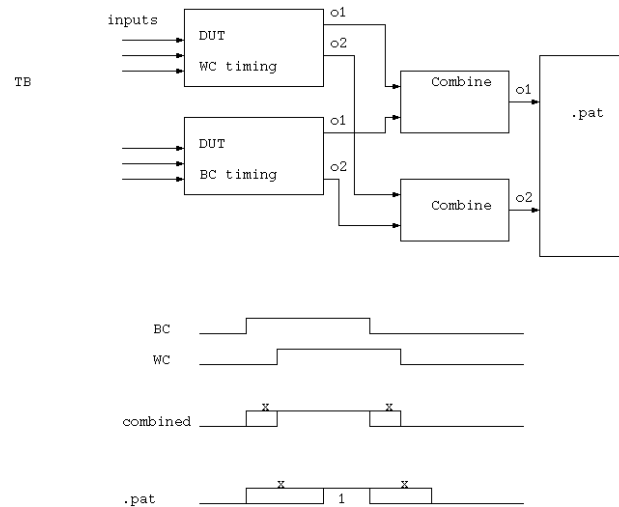 inputs
o1
DUT
o2
WC timing
TB
Combine
o1
.pat
o1
DUT
o2
BC timing
o2
Combine
BC
WC
x
x
combined
x
x
.pat
1